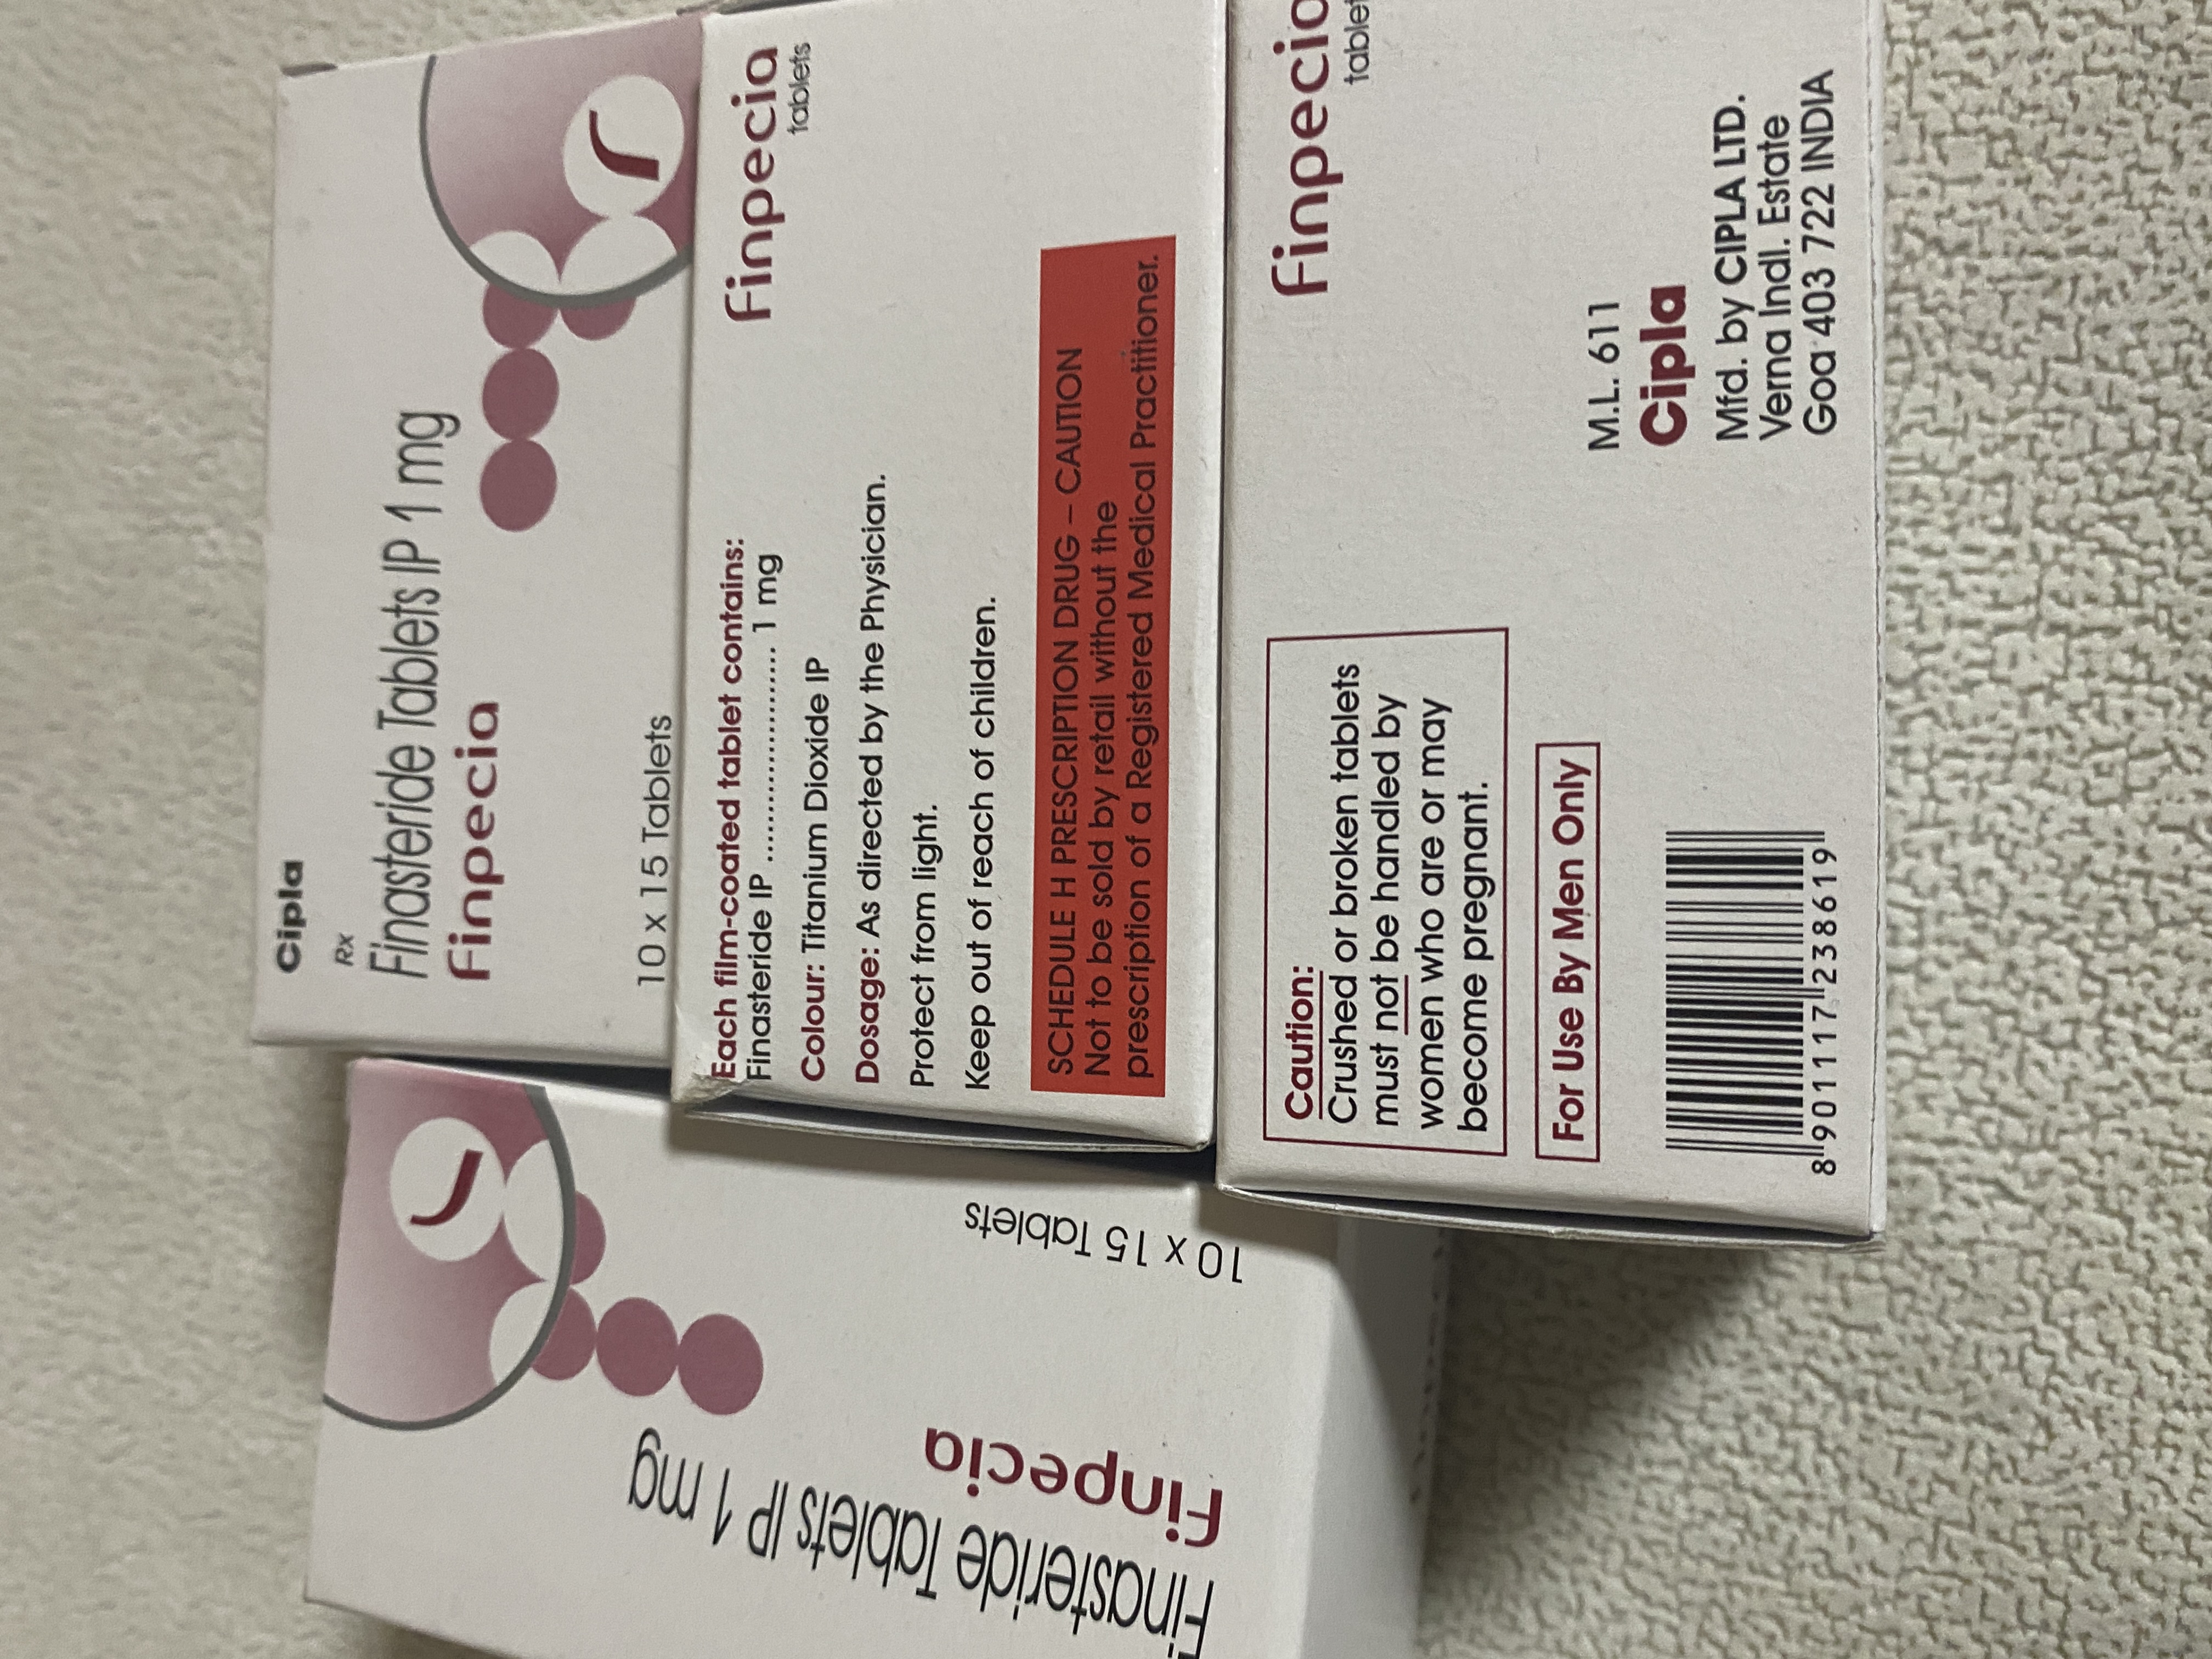 Cipla
Rx
Finasteride Tablets IP 1 mg
Finpecia
10 x 15 Tablets
Finpecia
tablets
Each film-coated tablet contains:
Finasteride IP ........................ 1 mg
Colour: Titanium Dioxide IP
Dosage: As directed by the Physician.
Protect from light.
Keep out of reach of children.
SCHEDULE H PRESCRIPTION DRUG – CAUTION
Not to be sold by retail without the
prescription of a Registered Medical Practitioner.
Finpecia
tablet
Caution:
Crushed or broken tablets
must not be handled by
women who are or may
become pregnant.
For Use By Men Only
8 901117 238619
M.L. 611
Cipla
Mfd. by CIPLA LTD.
Verna Indl. Estate
Goa 403 722 INDIA
Finasteride Tablets IP 1 mg
Finpecia
10 x 15 Tablets